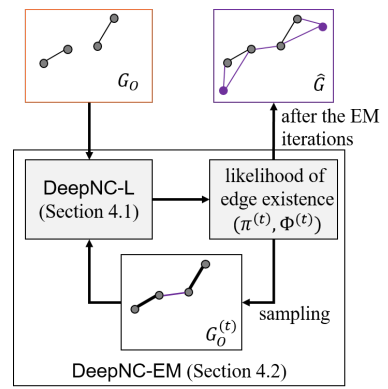 G_O
Ĝ
after the EM
iterations
DeepNC-L
(Section 4.1)
likelihood of
edge existence
(π^(t), Φ^(t))
G_O^(t)
sampling
DeepNC-EM (Section 4.2)